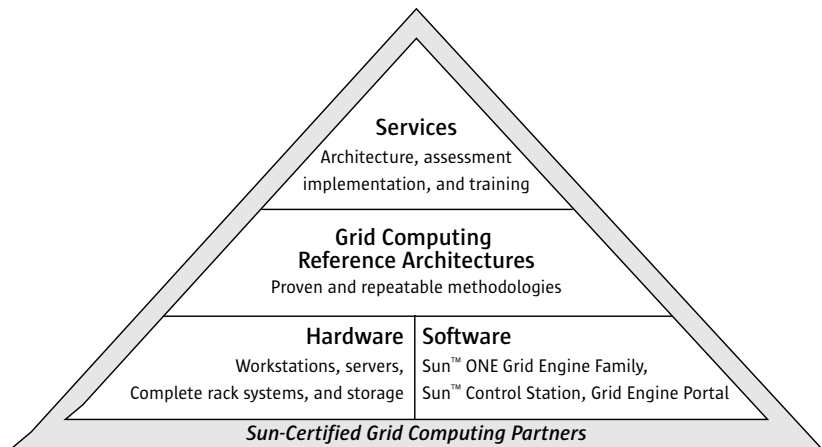 Services
Architecture, assessment
implementation, and training
Grid Computing
Reference Architectures
Proven and repeatable methodologies
Hardware
Workstations, servers,
Complete rack systems, and storage
Software
Sun™ ONE Grid Engine Family,
Sun™ Control Station, Grid Engine Portal
Sun-Certified Grid Computing Partners